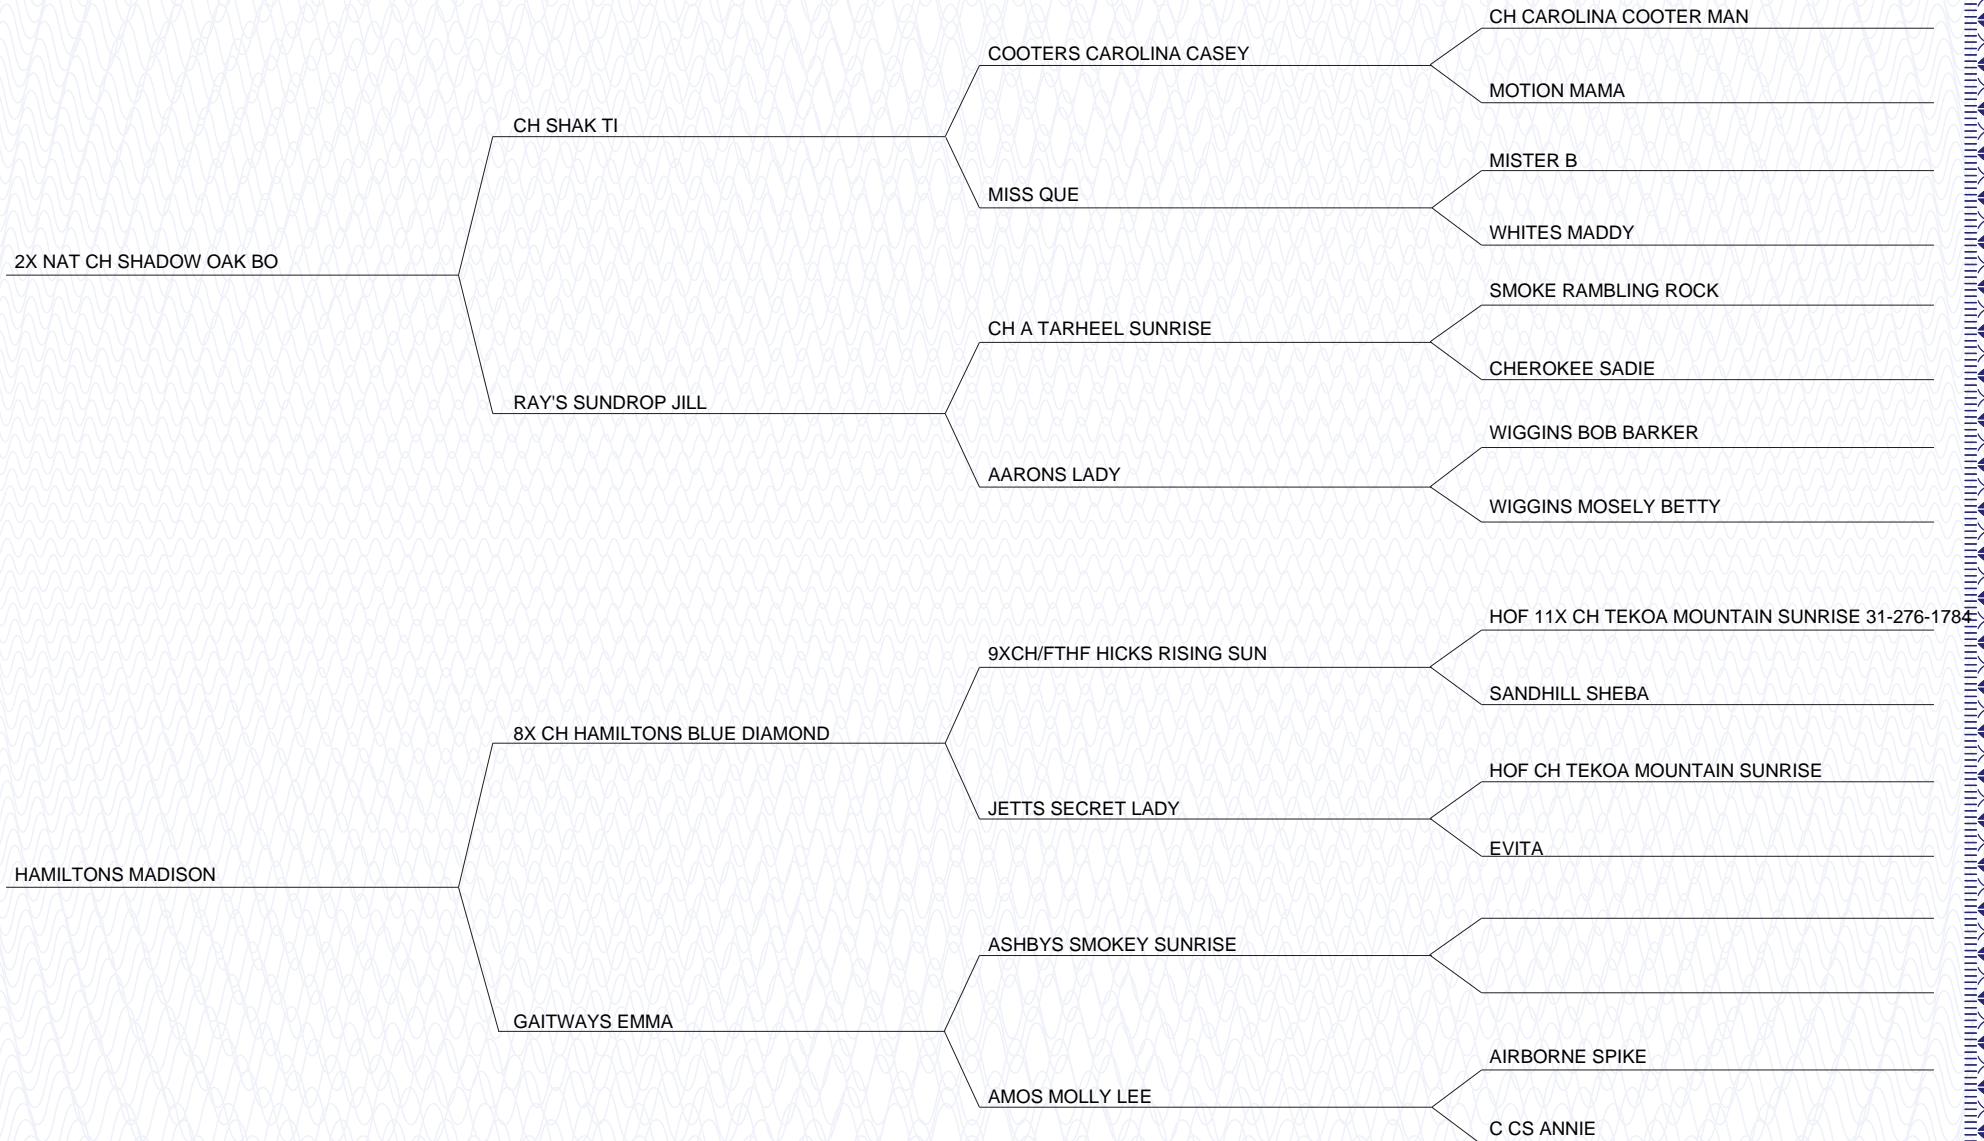 CH CAROLINA COOTER MAN
COOTERS CAROLINA CASEY
MOTION MAMA
CH SHAK TI
MISTER B
MISS QUE
WHITES MADDY
2X NAT CH SHADOW OAK BO
SMOKE RAMBLING ROCK
CH A TARHEEL SUNRISE
CHEROKEE SADIE
RAY'S SUNDROP JILL
WIGGINS BOB BARKER
AARONS LADY
WIGGINS MOSELY BETTY
HOF 11X CH TEKOA MOUNTAIN SUNRISE 31-276-1784
9XCH/FTHF HICKS RISING SUN
SANDHILL SHEBA
8X CH HAMILTONS BLUE DIAMOND
HOF CH TEKOA MOUNTAIN SUNRISE
JETTS SECRET LADY
EVITA
HAMILTONS MADISON
ASHBYS SMOKEY SUNRISE
GAITWAYS EMMA
AIRBORNE SPIKE
AMOS MOLLY LEE
C CS ANNIE